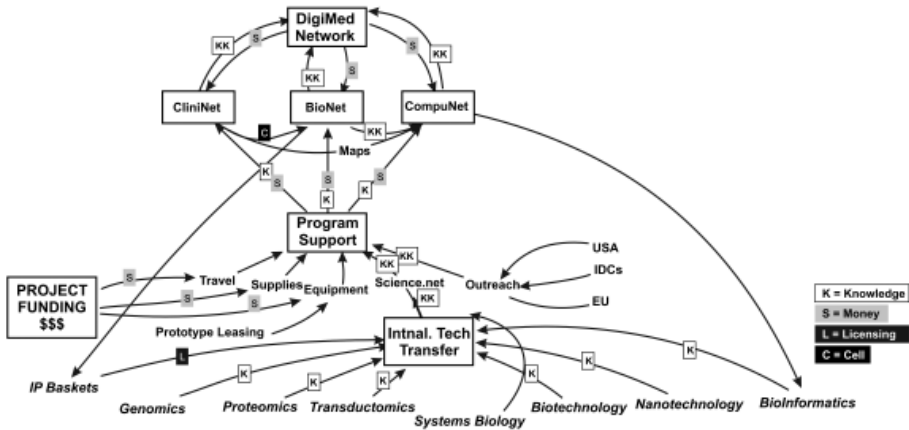 DigiMed
Network
KK
S
S
KK
KK
S
CliniNet
BioNet
CompuNet
C
KK
Maps
K
S
S
K
S
K
Program
Support
KK
KK
USA
IDCs
EU
Outreach
Science.net
S
Travel
Supplies
Equipment
S
S
PROJECT
FUNDING
$$$
KK
Prototype Leasing
Intnal. Tech
Transfer
K = Knowledge
S = Money
L = Licensing
C = Cell
L
K
K
K
K
K
K
IP Baskets
Genomics
Proteomics
Transductomics
Systems Biology
Biotechnology
Nanotechnology
BioInformatics